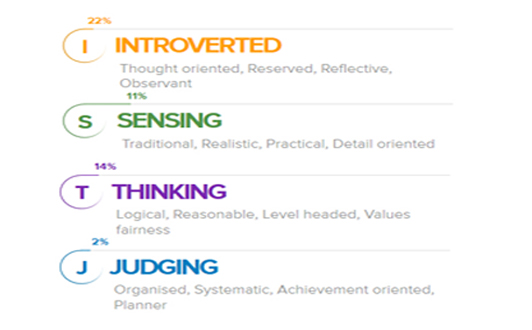 22%
I INTROVERTED
Thought oriented, Reserved, Reflective,
Observant
11%
S SENSING
Traditional, Realistic, Practical, Detail oriented
14%
T THINKING
Logical, Reasonable, Level headed, Values
fairness
2%
J JUDGING
Organised, Systematic, Achievement oriented,
Planner